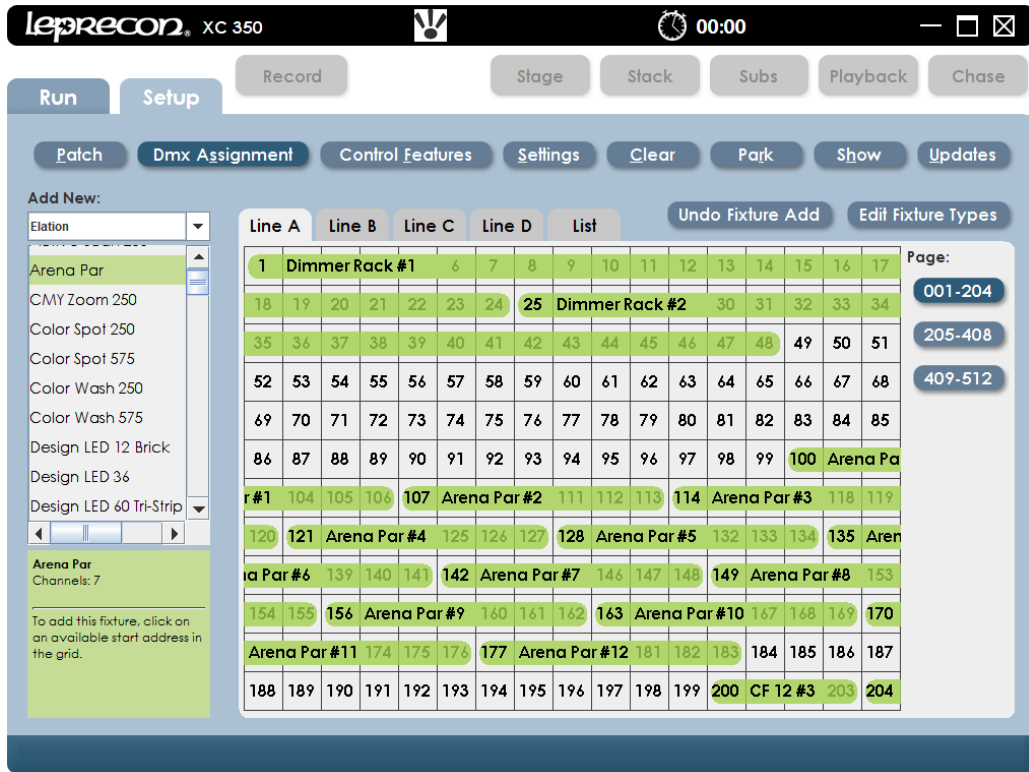 Leprecon® XC 350 00:00
Run Setup Record Stage Stack Subs Playback Chase
Patch Dmx Assignment Control Features Settings Clear Park Show Updates
Add New:
Elation
Arena Par
CMY Zoom 250
Color Spot 250
Color Spot 575
Color Wash 250
Color Wash 575
Design LED 12 Brick
Design LED 36
Design LED 60 Tri-Strip
Arena Par
Channels: 7
To add this fixture, click on
an available start address in
the grid.
Line A Line B Line C Line D List
Undo Fixture Add Edit Fixture Types
1 Dimmer Rack #1 6 7 8 9 10 11 12 13 14 15 16 17
18 19 20 21 22 23 24 25 Dimmer Rack #2 30 31 32 33 34
35 36 37 38 39 40 41 42 43 44 45 46 47 48 49 50 51
52 53 54 55 56 57 58 59 60 61 62 63 64 65 66 67 68
69 70 71 72 73 74 75 76 77 78 79 80 81 82 83 84 85
86 87 88 89 90 91 92 93 94 95 96 97 98 99 100 Arena Pa
r #1 104 105 106 107 Arena Par #2 111 112 113 114 Arena Par #3 118 119
120 121 Arena Par #4 125 126 127 128 Arena Par #5 132 133 134 135 Aren
a Par #6 139 140 141 142 Arena Par #7 146 147 148 149 Arena Par #8 153
154 155 156 Arena Par #9 160 161 162 163 Arena Par #10 167 168 169 170
Arena Par #11 174 175 176 177 Arena Par #12 181 182 183 184 185 186 187
188 189 190 191 192 193 194 195 196 197 198 199 200 CF 12 #3 203 204
Page:
001-204
205-408
409-512